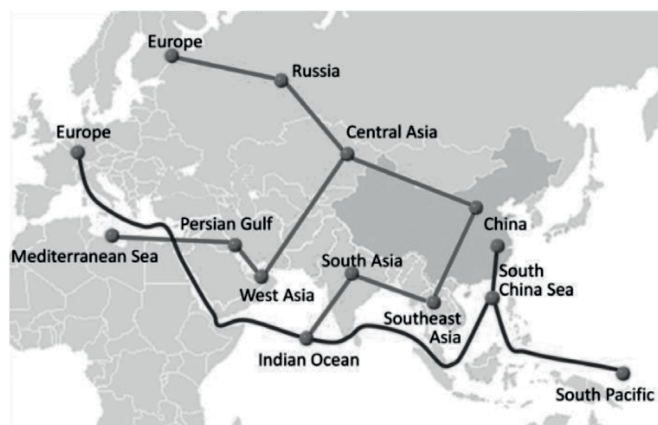 Europe
Russia
Europe
Central Asia
Persian Gulf
China
Mediterranean Sea
South Asia
West Asia
South
China Sea
Southeast
Asia
Indian Ocean
South Pacific